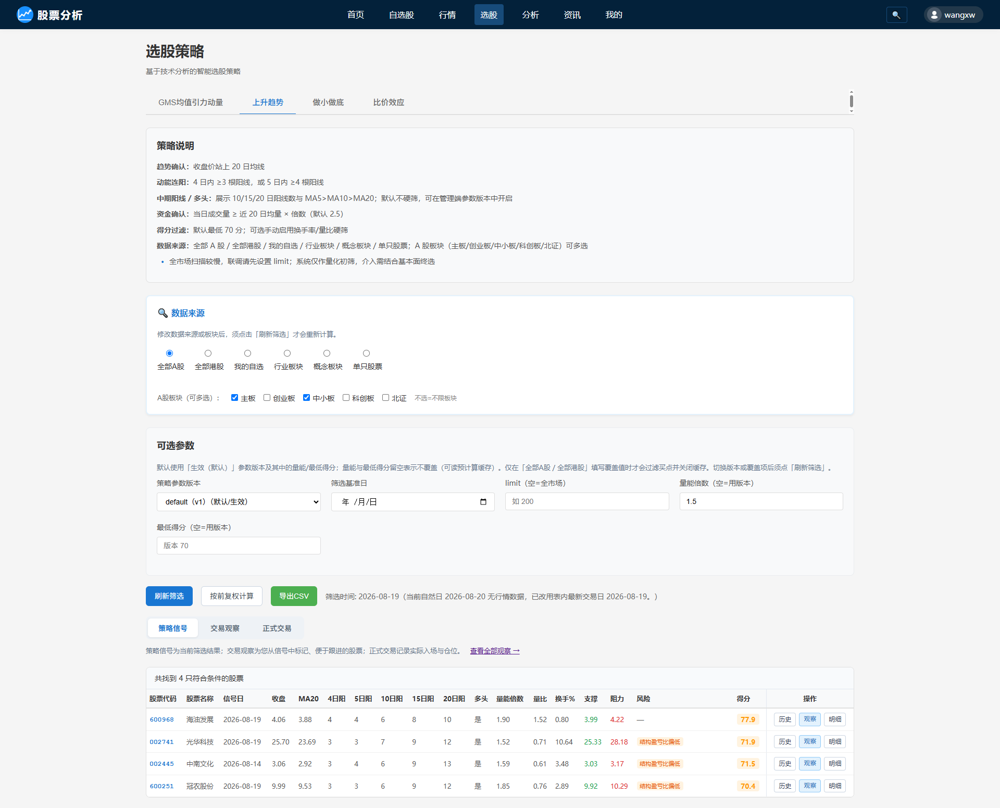 股票分析 首页 自选股 行情 选股 分析 资讯 我的 wangxw
选股策略
基于技术分析的智能选股策略
GMS均值引力动量 上升趋势 做小做底 比价效应
策略说明
趋势确认：收盘价站上 20 日均线
动能连阳：4 日内 ≥3 根阳线，或 5 日内 ≥4 根阳线
中期阳线 / 多头：展示 10/15/20 日阳线数与 MA5>MA10>MA20；默认不硬筛，可在管理端参数版本中开启
资金确认：当日成交量 ≥ 近 20 日均量 × 倍数（默认 2.5）
得分过滤：默认最低 70 分；可选手动启用换手率/量比硬筛
数据来源：全部 A 股 / 全部港股 / 我的自选 / 行业板块 / 概念板块 / 单只股票；A 股板块（主板/创业板/中小板/科创板/北证）可多选
• 全市场扫描较慢，联调请先设置 limit；系统仅作量化初筛，介入需结合基本面终选
数据来源
修改数据来源或板块后，须点击「刷新筛选」才会重新计算。
全部A股 全部港股 我的自选 行业板块 概念板块 单只股票
A股板块（可多选）： 主板 创业板 中小板 科创板 北证 不选=不限板块
可选参数
默认使用「生效（默认）」参数版本及其中的量能/最低得分；量能与最低得分留空表示不覆盖（可读预计算缓存）。仅在「全部A股 / 全部港股」填写覆盖值时才会过滤买点并关闭缓存。切换版本或覆盖项后须点「刷新筛选」。
策略参数版本 筛选基准日 limit（空=全市场） 量能倍数（空=用版本）
default（v1）（默认/生效） 年 /月/日 如 200 1.5
最低得分（空=用版本）
版本 70
刷新筛选 按前复权计算 导出CSV 筛选时间: 2026-08-19（当前自然日 2026-08-20 无行情数据，已改用表内最新交易日 2026-08-19。）
策略信号 交易观察 正式交易
策略信号为当前筛选结果；交易观察为您从信号中标记、便于跟进的股票；正式交易记录实际入场与仓位。 查看全部观察 →
共找到 4 只符合条件的股票
股票代码 股票名称 信号日 收盘 MA20 4日阳 5日阳 10日阳 15日阳 20日阳 多头 量能倍数 量比 换手% 支撑 阻力 风险 得分 操作
600968 海油发展 2026-08-19 4.06 3.88 4 4 6 8 10 是 1.90 1.52 0.80 3.99 4.22 — 77.9 历史 观察 明细
002741 光华科技 2026-08-19 25.70 23.69 3 3 7 9 12 是 1.52 0.71 10.64 25.33 28.18 结构盈亏比偏低 71.9 历史 观察 明细
002445 中南文化 2026-08-14 3.06 2.92 3 4 6 9 13 是 1.59 0.61 3.48 3.03 3.17 结构盈亏比偏低 71.5 历史 观察 明细
600251 冠农股份 2026-08-19 9.99 9.53 3 3 6 9 12 是 1.85 0.76 2.89 9.92 10.29 结构盈亏比偏低 70.4 历史 观察 明细